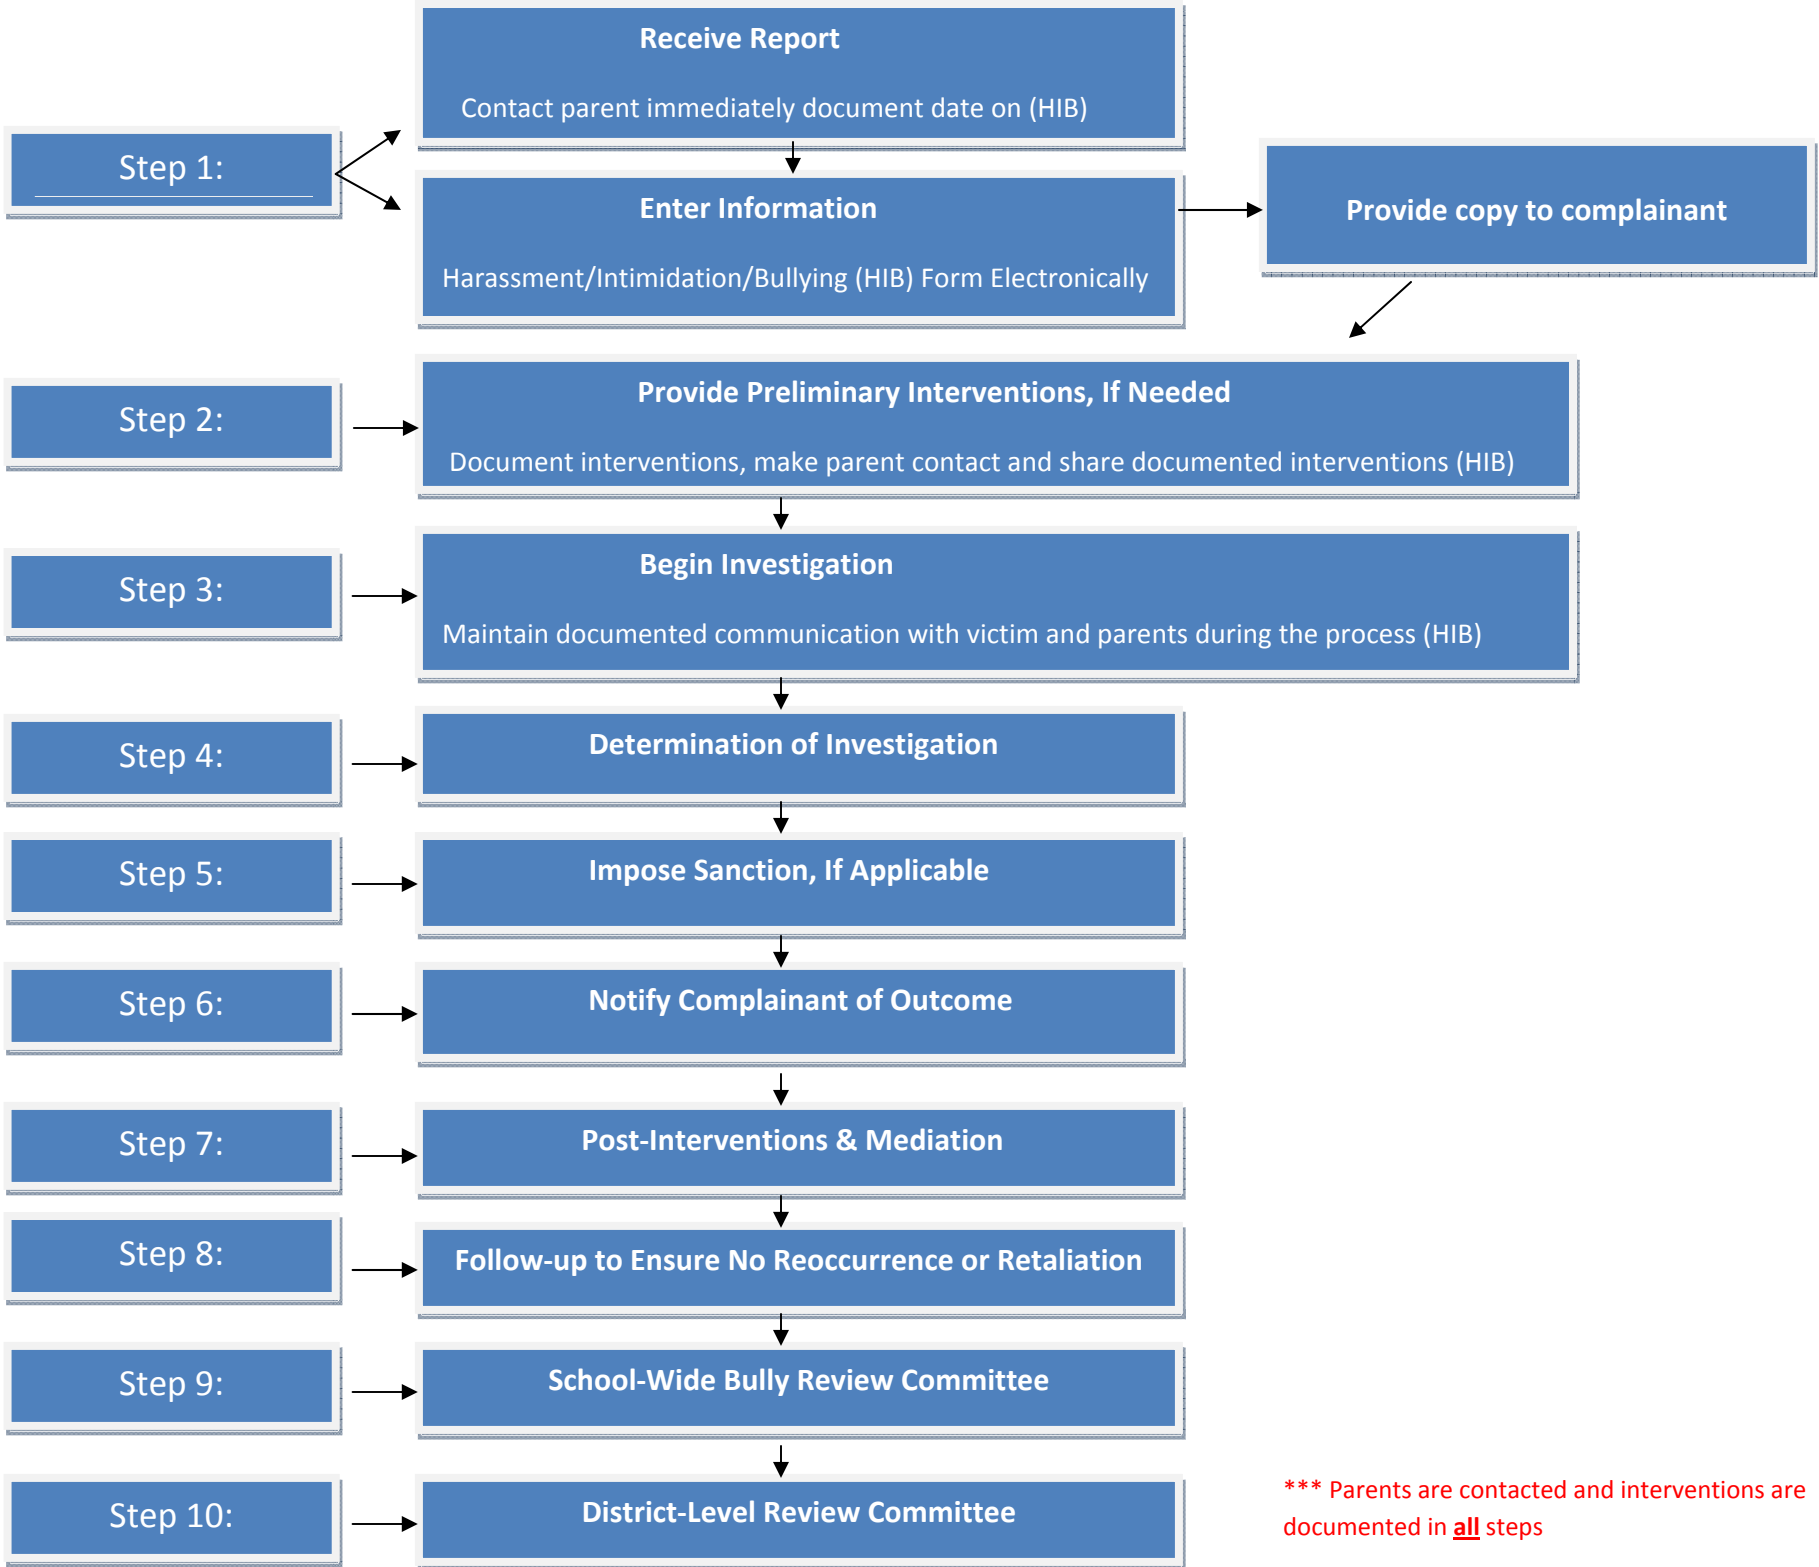 Step 1:
Receive Report
Contact parent immediately document date on (HIB)
Enter Information
Harassment/Intimidation/Bullying (HIB) Form Electronically
Provide copy to complainant
Step 2:
Provide Preliminary Interventions, If Needed
Document interventions, make parent contact and share documented interventions (HIB)
Step 3:
Begin Investigation
Maintain documented communication with victim and parents during the process (HIB)
Step 4:
Determination of Investigation
Step 5:
Impose Sanction, If Applicable
Step 6:
Notify Complainant of Outcome
Step 7:
Post-Interventions & Mediation
Step 8:
Follow-up to Ensure No Reoccurrence or Retaliation
Step 9:
School-Wide Bully Review Committee
Step 10:
District-Level Review Committee
*** Parents are contacted and interventions are
documented in all steps